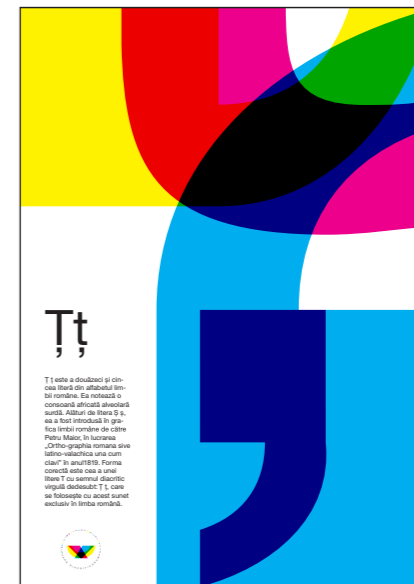 Țț
Ț ț este a douăzeci și cin-
cea literă din alfabetul lim-
bii române. Ea notează o
consoană africată alveolară
surdă. Alături de litera Ș ș,
ea a fost introdusă în gra-
fica limbii române de către
Petru Maior, în lucrarea
„Ortho-graphia romana sive
latino-valachica una cum
clavi” în anul1819. Forma
corectă este cea a unei
litere T cu semnul diacritic
virgulă dedesubt: Ț ț, care
se folosește cu acest sunet
exclusiv în limba română.